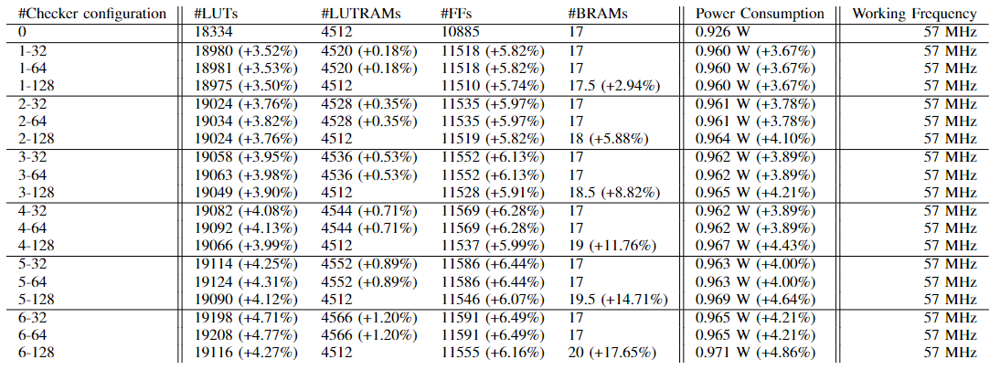 #Checker configuration #LUTs #LUTRAMs #FFs #BRAMs Power Consumption Working Frequency
0 18334 4512 10885 17 0.926 W 57 MHz
1-32 18980 (+3.52%) 4520 (+0.18%) 11518 (+5.82%) 17 0.960 W (+3.67%) 57 MHz
1-64 18981 (+3.53%) 4520 (+0.18%) 11518 (+5.82%) 17 0.960 W (+3.67%) 57 MHz
1-128 18975 (+3.50%) 4512 11510 (+5.74%) 17.5 (+2.94%) 0.960 W (+3.67%) 57 MHz
2-32 19024 (+3.76%) 4528 (+0.35%) 11535 (+5.97%) 17 0.961 W (+3.78%) 57 MHz
2-64 19034 (+3.82%) 4528 (+0.35%) 11535 (+5.97%) 17 0.961 W (+3.78%) 57 MHz
2-128 19024 (+3.76%) 4512 11519 (+5.82%) 18 (+5.88%) 0.964 W (+4.10%) 57 MHz
3-32 19058 (+3.95%) 4536 (+0.53%) 11552 (+6.13%) 17 0.962 W (+3.89%) 57 MHz
3-64 19063 (+3.98%) 4536 (+0.53%) 11552 (+6.13%) 17 0.962 W (+3.89%) 57 MHz
3-128 19049 (+3.90%) 4512 11528 (+5.91%) 18.5 (+8.82%) 0.965 W (+4.21%) 57 MHz
4-32 19082 (+4.08%) 4544 (+0.71%) 11569 (+6.28%) 17 0.962 W (+3.89%) 57 MHz
4-64 19092 (+4.13%) 4544 (+0.71%) 11569 (+6.28%) 17 0.962 W (+3.89%) 57 MHz
4-128 19066 (+3.99%) 4512 11537 (+5.99%) 19 (+11.76%) 0.967 W (+4.43%) 57 MHz
5-32 19114 (+4.25%) 4552 (+0.89%) 11586 (+6.44%) 17 0.963 W (+4.00%) 57 MHz
5-64 19124 (+4.31%) 4552 (+0.89%) 11586 (+6.44%) 17 0.963 W (+4.00%) 57 MHz
5-128 19090 (+4.12%) 4512 11546 (+6.07%) 19.5 (+14.71%) 0.969 W (+4.64%) 57 MHz
6-32 19198 (+4.71%) 4566 (+1.20%) 11591 (+6.49%) 17 0.965 W (+4.21%) 57 MHz
6-64 19208 (+4.77%) 4566 (+1.20%) 11591 (+6.49%) 17 0.965 W (+4.21%) 57 MHz
6-128 19116 (+4.27%) 4512 11555 (+6.16%) 20 (+17.65%) 0.971 W (+4.86%) 57 MHz